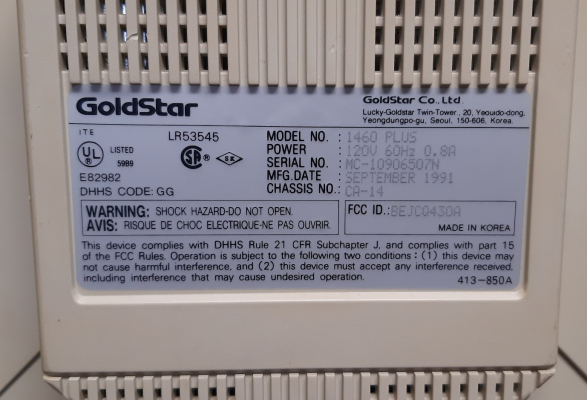 GoldStar
GoldStar Co., Ltd.
Lucky-Goldstar Twin-Tower., 20, Yeouido-dong,
Yeongdungpo-gu, Seoul, 150-606, Korea.
ITE
UL
LISTED
59B9
LR53545
SA
S.K
E82982
DHHS CODE: GG
MODEL NO. : 1460 PLUS
POWER : 120V 60Hz 0.8A
SERIAL NO. : MC-10906507N
MFG.DATE : SEPTEMBER 1991
CHASSIS NO.: CA-14
WARNING: SHOCK HAZARD-DO NOT OPEN.
AVIS: RISQUE DE CHOC ELECTRIQUE-NE PAS OUVRIR.
FCC ID.: BEJCQ430A
MADE IN KOREA
This device complies with DHHS Rule 21 CFR Subchapter J, and complies with part 15
of the FCC Rules. Operation is subject to the following two conditions : (1) this device may
not cause harmful interference, and (2) this device must accept any interference received,
including interference that may cause undesired operation.
413-850A